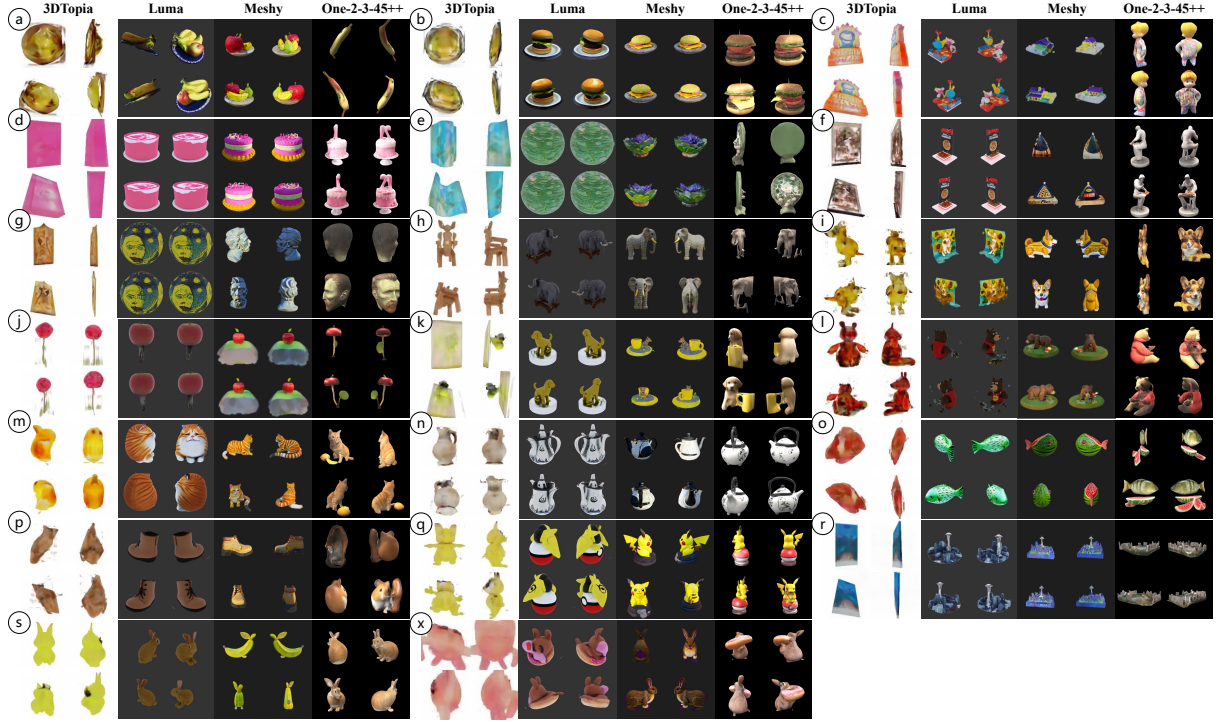 3DTopia Luma Meshy One-2-3-45++ 3DTopia Luma Meshy One-2-3-45++ 3DTopia Luma Meshy One-2-3-45++
a b c
d e f
g h i
j k l
m n o
p q r
s x